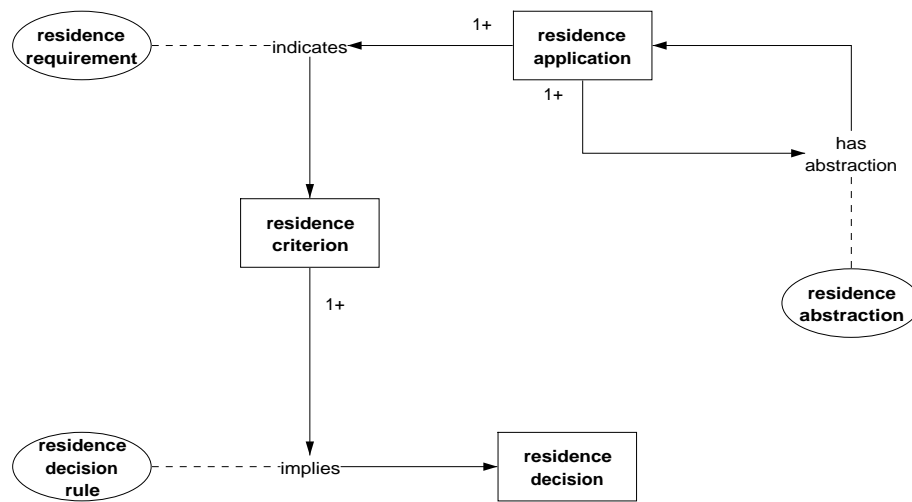 residence
requirement
indicates
1+
residence
application
1+
has
abstraction
residence
criterion
1+
residence
abstraction
residence
decision
rule
implies
residence
decision